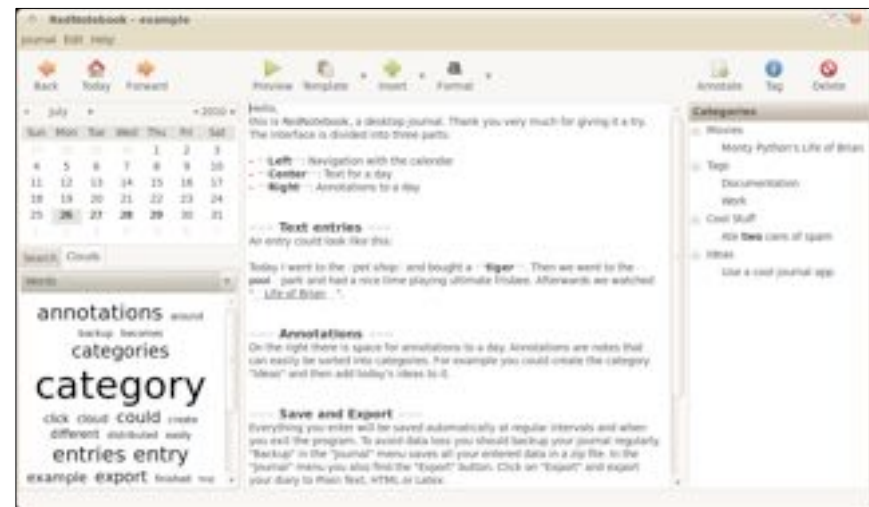 RedNotebook - example
Journal Edit Help
Back Today Forward
Preview Template Insert Format
Annotate Tag Delete
July 2010
Sun Mon Tue Wed Thu Fri Sat
1 2 3
4 5 6 7 8 9 10
11 12 13 14 15 16 17
18 19 20 21 22 23 24
25 26 27 28 29 30 31
Search Clouds
Words
annotations around
backup becomes
categories
category
click cloud could create
different distributed easily
entries entry
example export finished
Hello,
this is RedNotebook, a desktop journal. Thank you very much for giving it a try.
The interface is divided into three parts:
- **Left**: Navigation with the calendar
- **Center**: Text for a day
- **Right**: Annotations to a day
=== Text entries ===
An entry could look like this:
Today I went to the pet shop and bought a **tiger**. Then we went to the
pool park and had a nice time playing ultimate frisbee. Afterwards we watched
"__Life of Brian__".
=== Annotations ===
On the right there is space for annotations to a day. Annotations are notes that
can easily be sorted into categories. For example you could create the category
"Ideas" and then add today's ideas to it.
=== Save and Export ===
Everything you enter will be saved automatically at regular intervals and when
you exit the program. To avoid data loss you should backup your journal regularly.
"Backup" in the "Journal" menu saves all your entered data in a zip file. In the
"Journal" menu you also find the "Export" button. Click on "Export" and export
your diary to Plain Text, HTML or Latex.
Categories
Movies
Monty Python's Life of Brian
Tags
Documentation
Work
Cool Stuff
Ate two cans of spam
Ideas
Use a cool journal app